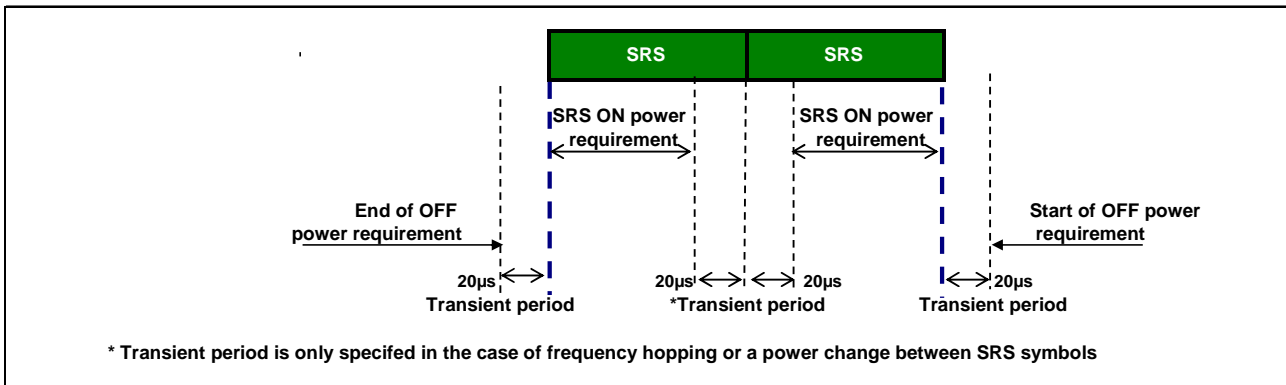 SRS SRS
SRS ON power
requirement
SRS ON power
requirement
End of OFF
power requirement
Start of OFF power
requirement
20µs 20µs 20µs 20µs
Transient period *Transient period Transient period
* Transient period is only specifed in the case of frequency hopping or a power change between SRS symbols